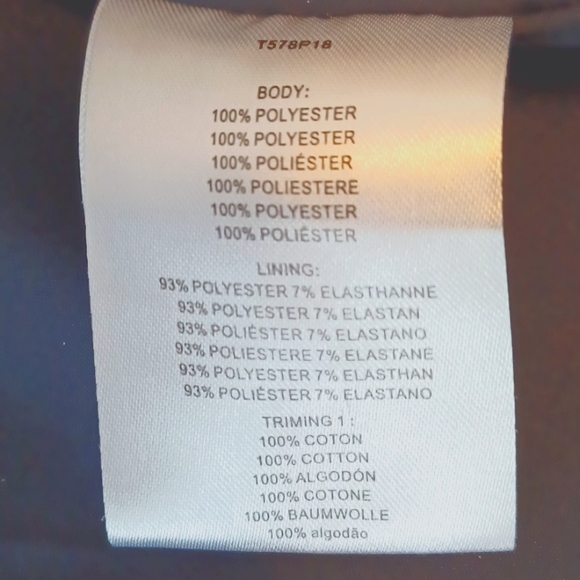 T578P18
BODY:
100% POLYESTER
100% POLYESTER
100% POLIÉSTER
100% POLIESTERE
100% POLYESTER
100% POLIÉSTER
LINING:
93% POLYESTER 7% ELASTHANNE
93% POLYESTER 7% ELASTAN
93% POLIÉSTER 7% ELASTANO
93% POLIESTERE 7% ELASTANE
93% POLYESTER 7% ELASTHAN
93% POLIÉSTER 7% ELASTANO
TRIMING 1 :
100% COTON
100% COTTON
100% ALGODÓN
100% COTONE
100% BAUMWOLLE
100% algodão